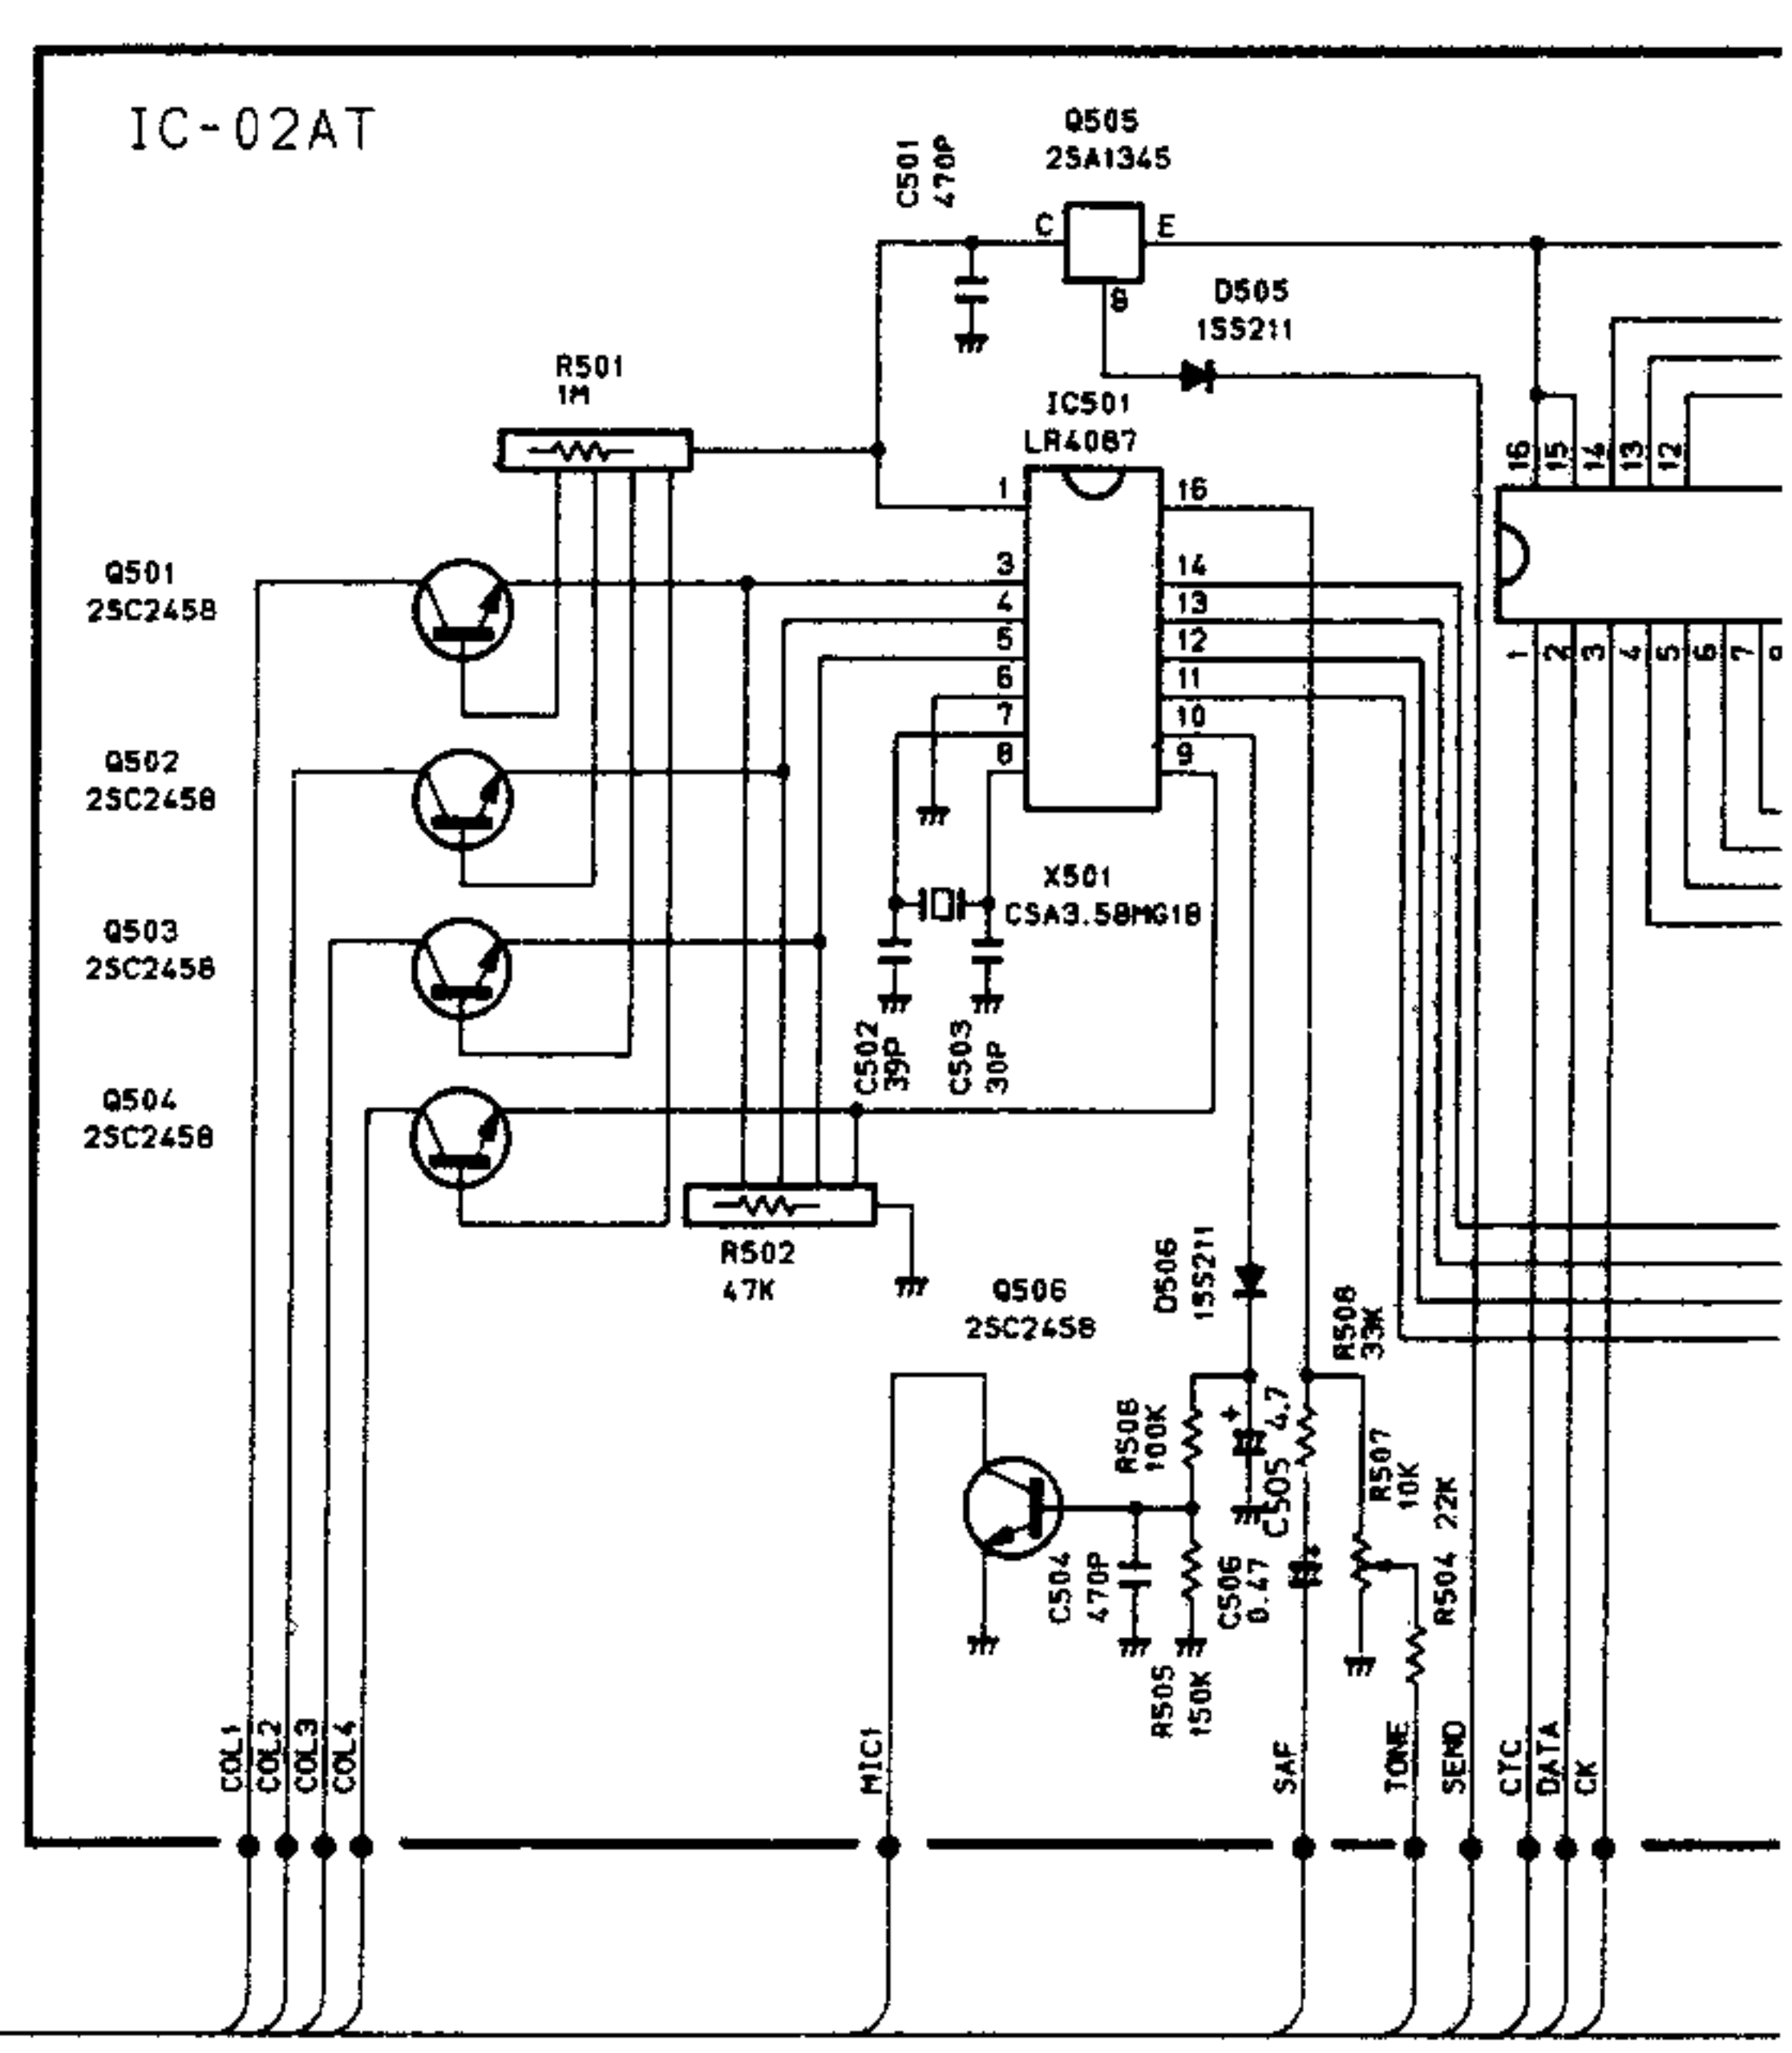 IC-02AT
Q505
2SA1345
C501
470P
C
E
B
D505
1SS211
R501
1M
IC501
LR4087
1
16
3
14
4
13
5
12
6
11
7
10
8
9
16
15
14
13
12
1
2
3
4
5
6
7
Q501
2SC2458
Q502
2SC2458
Q503
2SC2458
Q504
2SC2458
X501
CSA3.58MG18
C502
39P
C503
30P
R502
47K
Q506
2SC2458
D506
1SS211
R508
33K
R506
100K
+
C505 4.7
R507
10K
R504 22K
C504
470P
C506
0.47
+
R505
150K
COL1
COL2
COL3
COL4
MIC1
SAF
TONE
SEND
CTC
DATA
CK